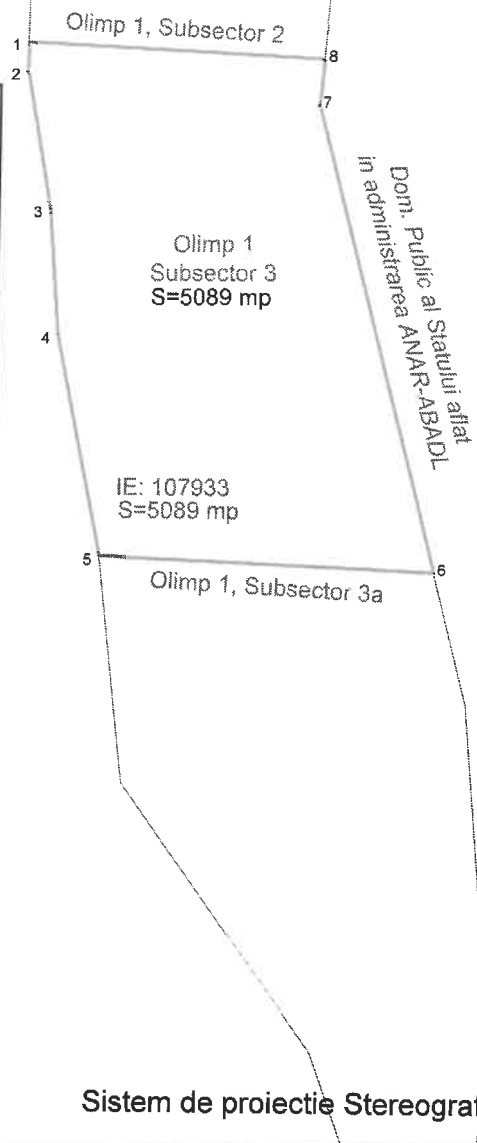 Olimp 1, Subsector 2
1
8
2
7
Dom. Public al Statului aflat
in administrarea ANAR-ABADL
3
Olimp 1
Subsector 3
S=5089 mp
4
IE: 107933
S=5089 mp
5
6
Olimp 1, Subsector 3a
Sistem de proiectie Stereograf